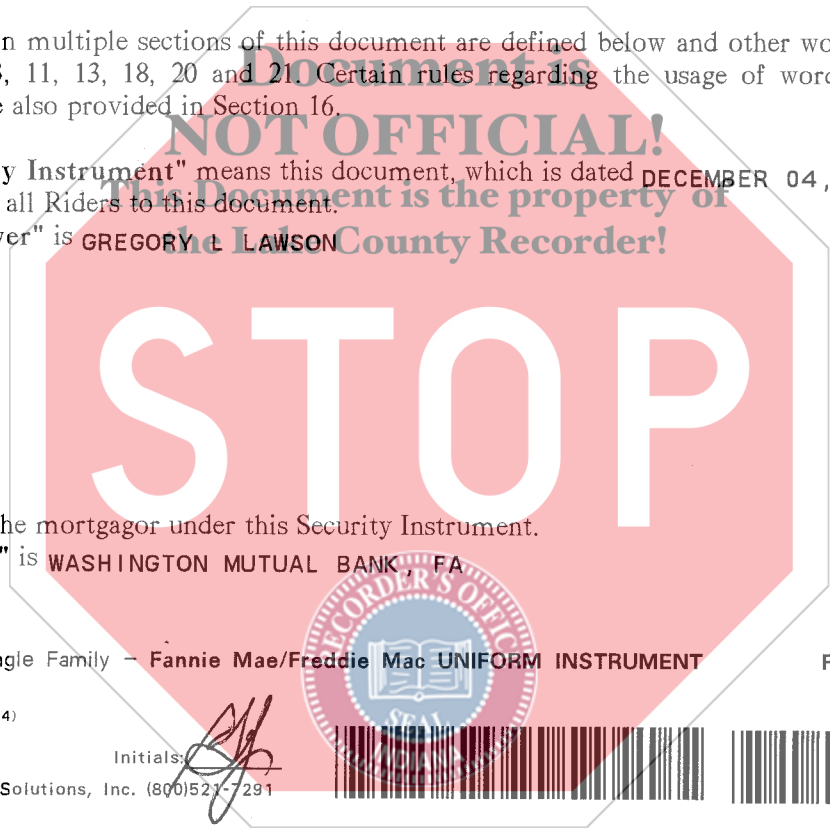 n multiple sections of this document are defined below and other wo
3, 11, 13, 18, 20 and 21. Certain rules regarding the usage of word
e also provided in Section 16.
Document is
NOT OFFICIAL!
This Document is the property of
the Lake County Recorder!
y Instrument" means this document, which is dated DECEMBER 04,
all Riders to this document.
er" is GREGORY L LAWSON
STOP
he mortgagor under this Security Instrument.
" is WASHINGTON MUTUAL BANK, FA
RECORDER'S OFFICE
SEAL
INDIANA
gle Family – Fannie Mae/Freddie Mac UNIFORM INSTRUMENT
4)
Initials:
Solutions, Inc. (800)521-7291